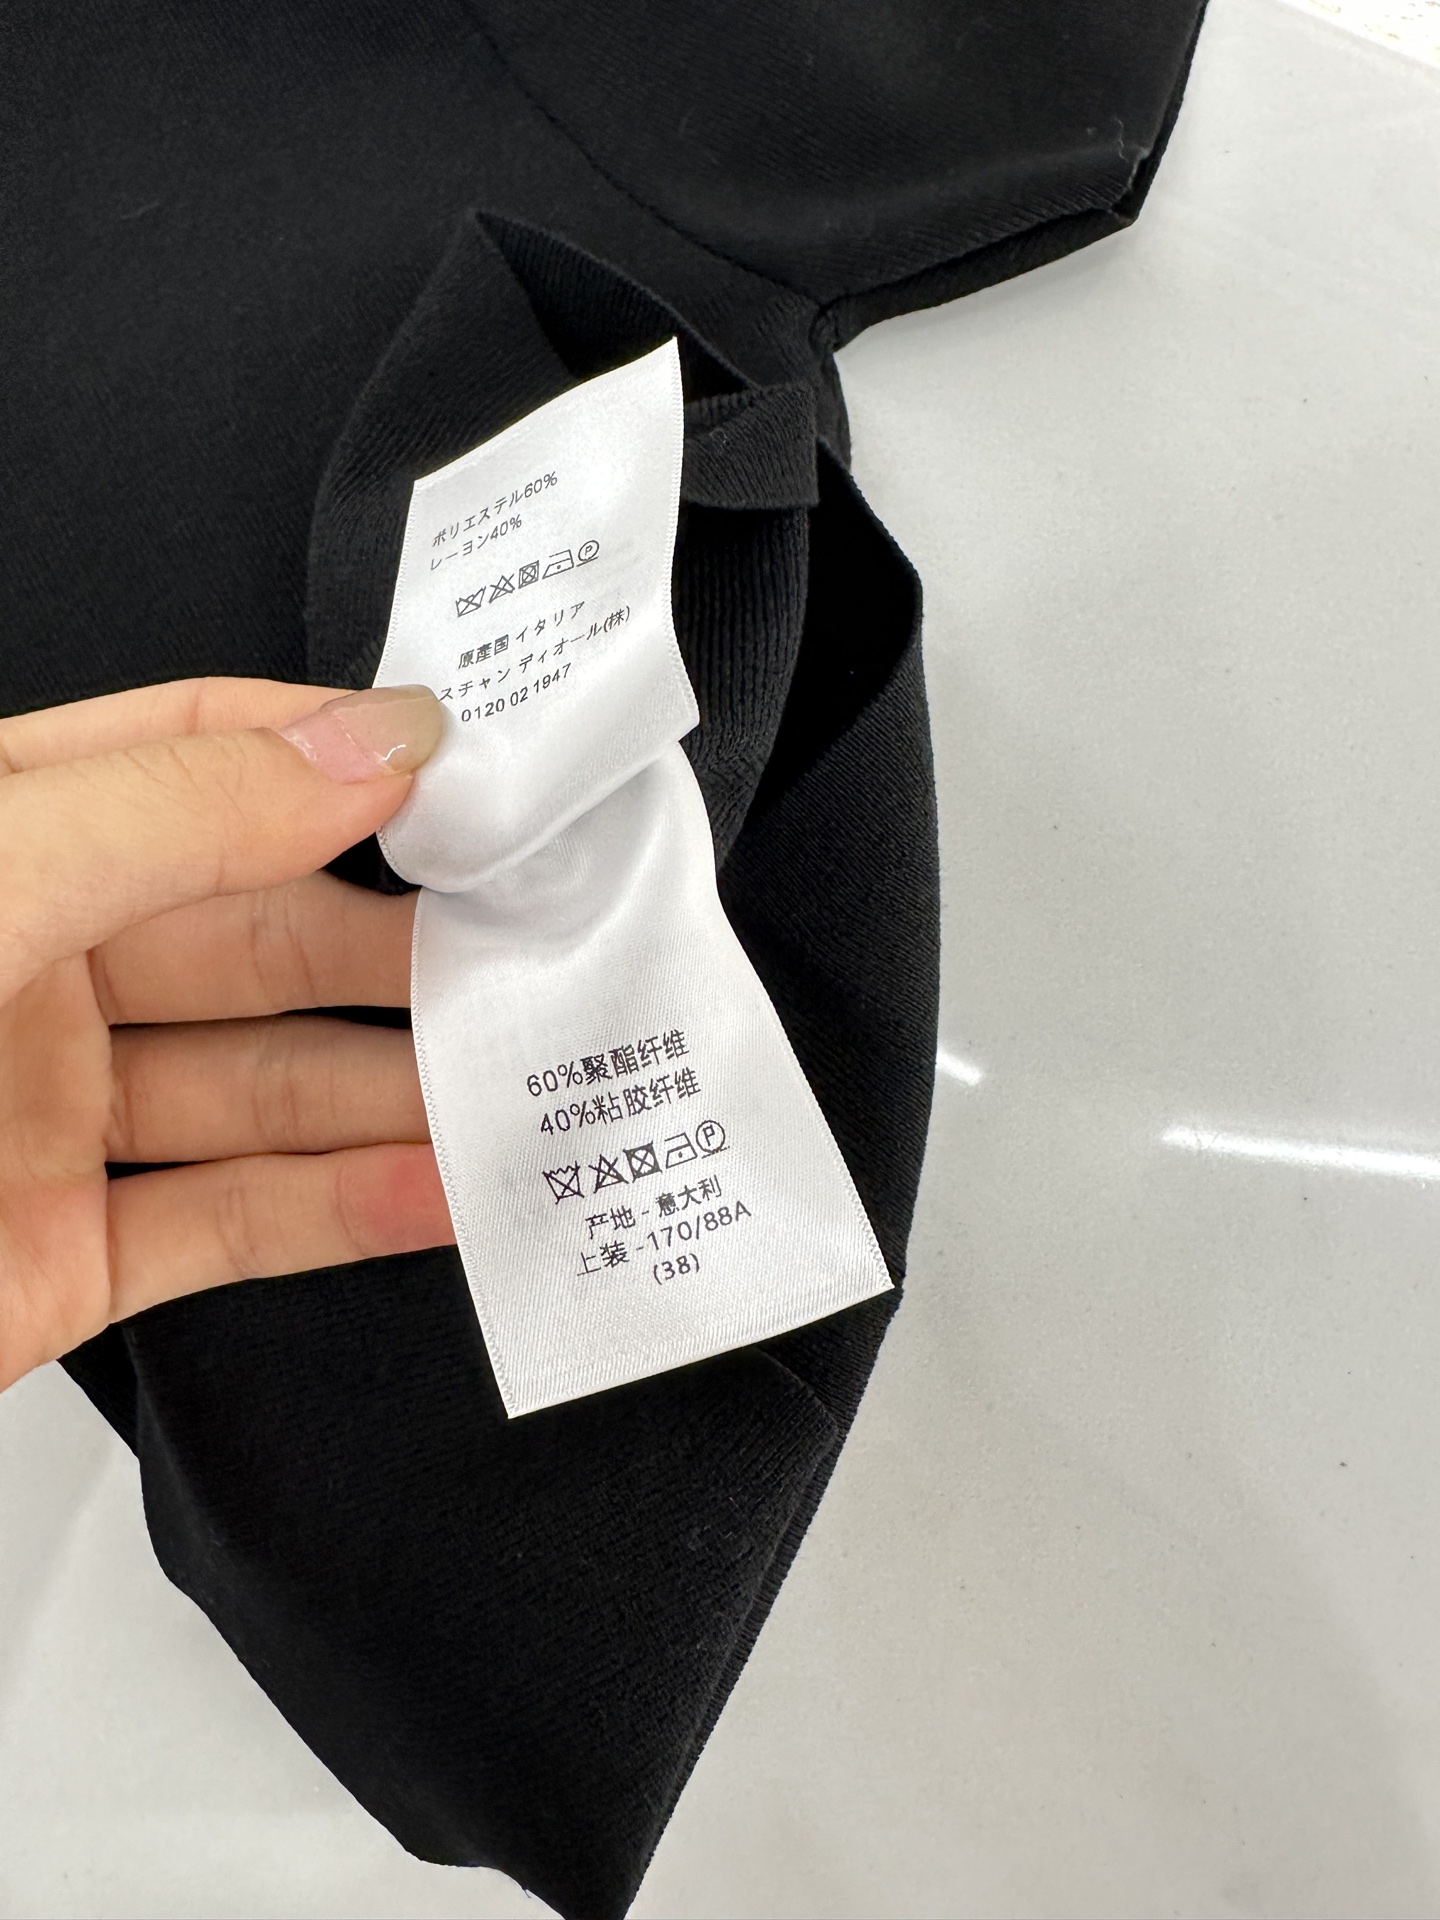 ポリエステル60%
レーヨン40%
原産国 イタリア
スチャン ディオール(株)
0120 02 1947
60%聚酯纤维
40%粘胶纤维
产地 - 意大利
上装 -170/88A
(38)